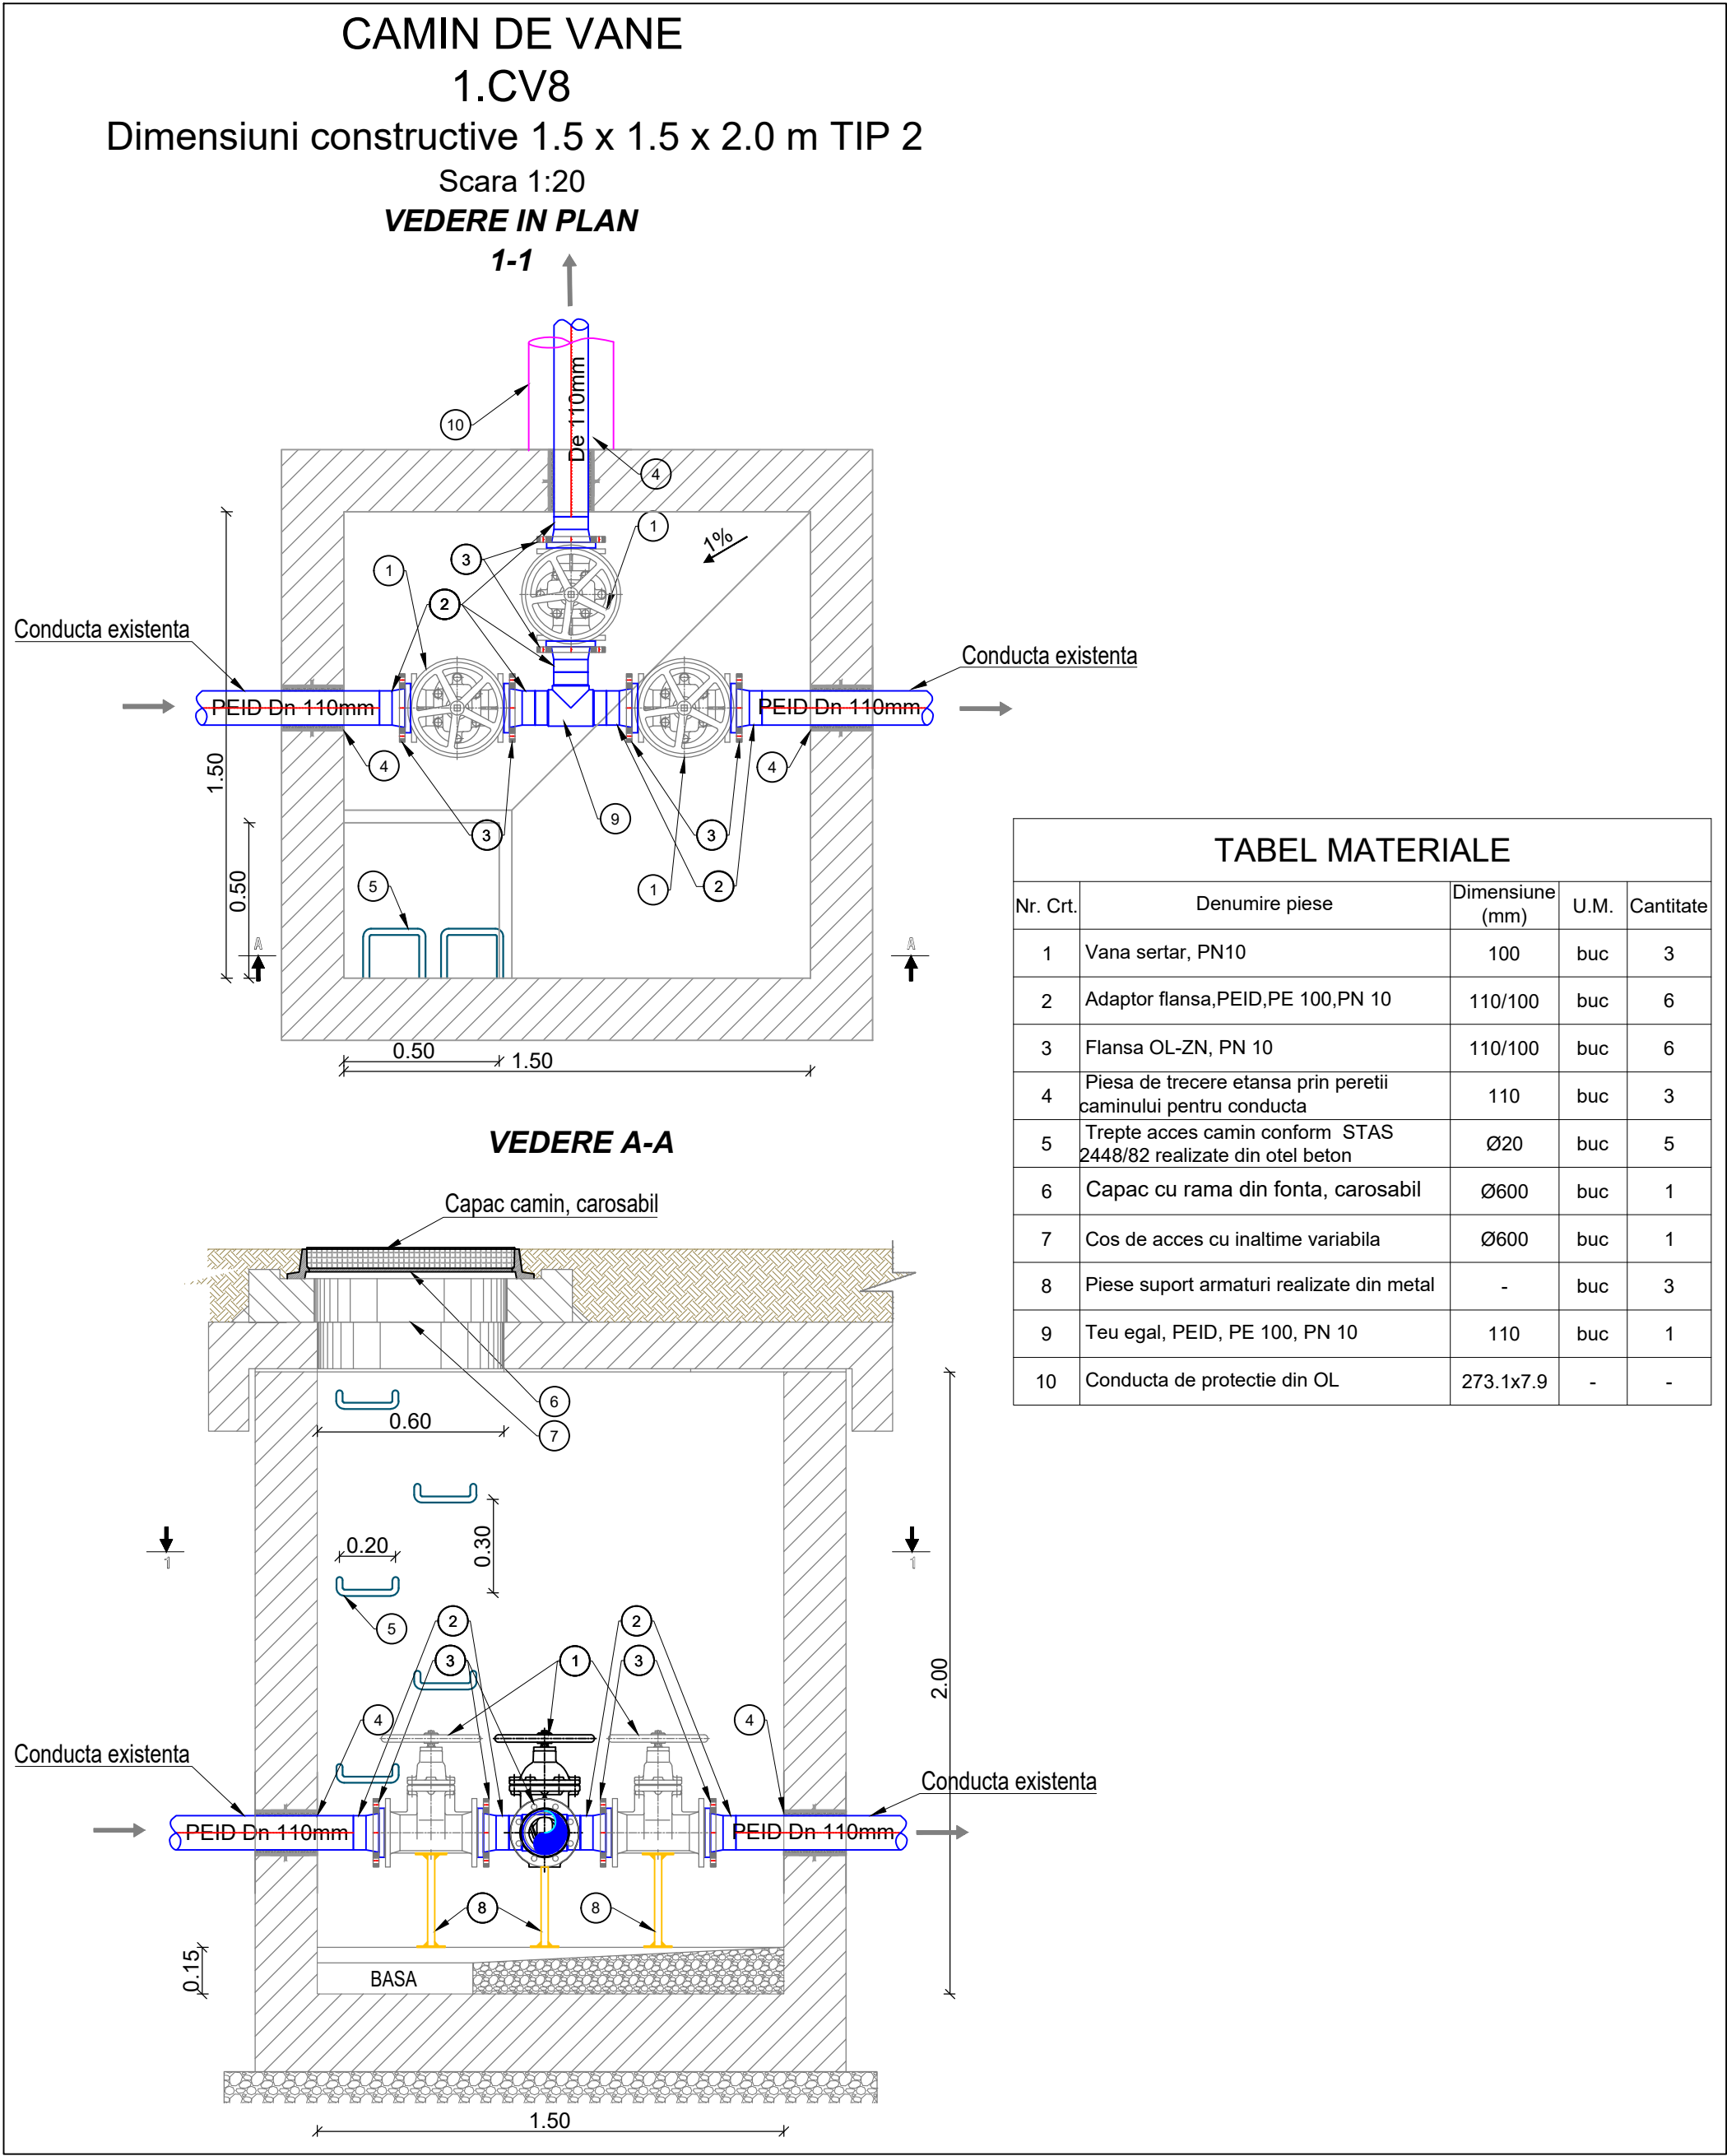 CAMIN DE VANE
1.CV8
Dimensiuni constructive 1.5 x 1.5 x 2.0 m TIP 2
Scara 1:20
VEDERE IN PLAN
1-1
De 110mm
10
4
1
1%
3
1
2
Conducta existenta
Conducta existenta
PEID Dn 110mm
PEID Dn 110mm
4
4
1.50
9
3
3
5
1
2
0.50
A
A
0.50
1.50
TABEL MATERIALE
Nr. Crt. Denumire piese Dimensiune (mm) U.M. Cantitate
1 Vana sertar, PN10 100 buc 3
2 Adaptor flansa,PEID,PE 100,PN 10 110/100 buc 6
3 Flansa OL-ZN, PN 10 110/100 buc 6
4 Piesa de trecere etansa prin peretii
caminului pentru conducta 110 buc 3
5 Trepte acces camin conform STAS
2448/82 realizate din otel beton Ø20 buc 5
6 Capac cu rama din fonta, carosabil Ø600 buc 1
7 Cos de acces cu inaltime variabila Ø600 buc 1
8 Piese suport armaturi realizate din metal - buc 3
9 Teu egal, PEID, PE 100, PN 10 110 buc 1
10 Conducta de protectie din OL 273.1x7.9 - -
VEDERE A-A
Capac camin, carosabil
6
0.60
7
0.30
0.20
1
1
5
2
2
3
1
3
2.00
4
4
Conducta existenta
Conducta existenta
PEID Dn 110mm
PEID Dn 110mm
8
8
0.15
BASA
1.50